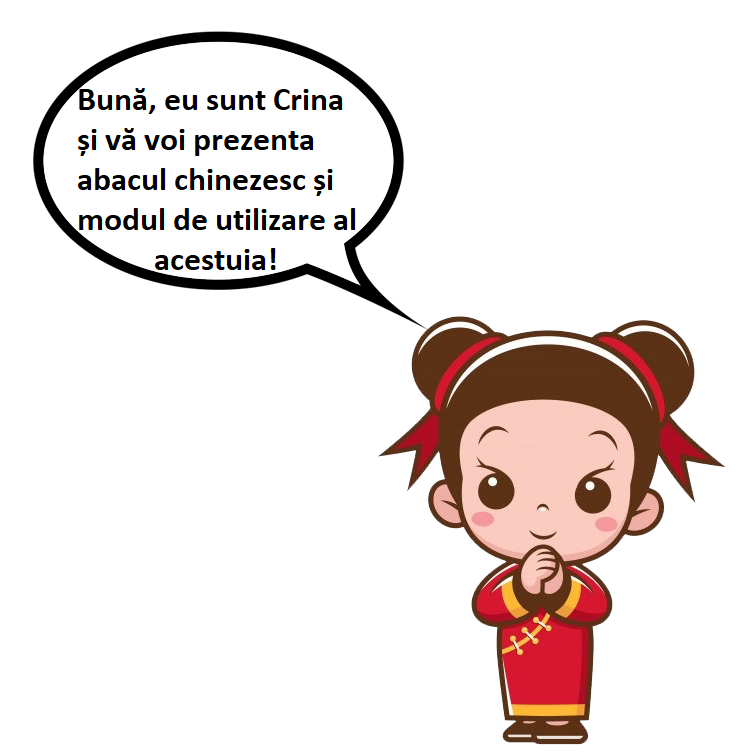 Bună, eu sunt Crina
și vă voi prezenta
abacul chinezesc și
modul de utilizare al
acestuia!